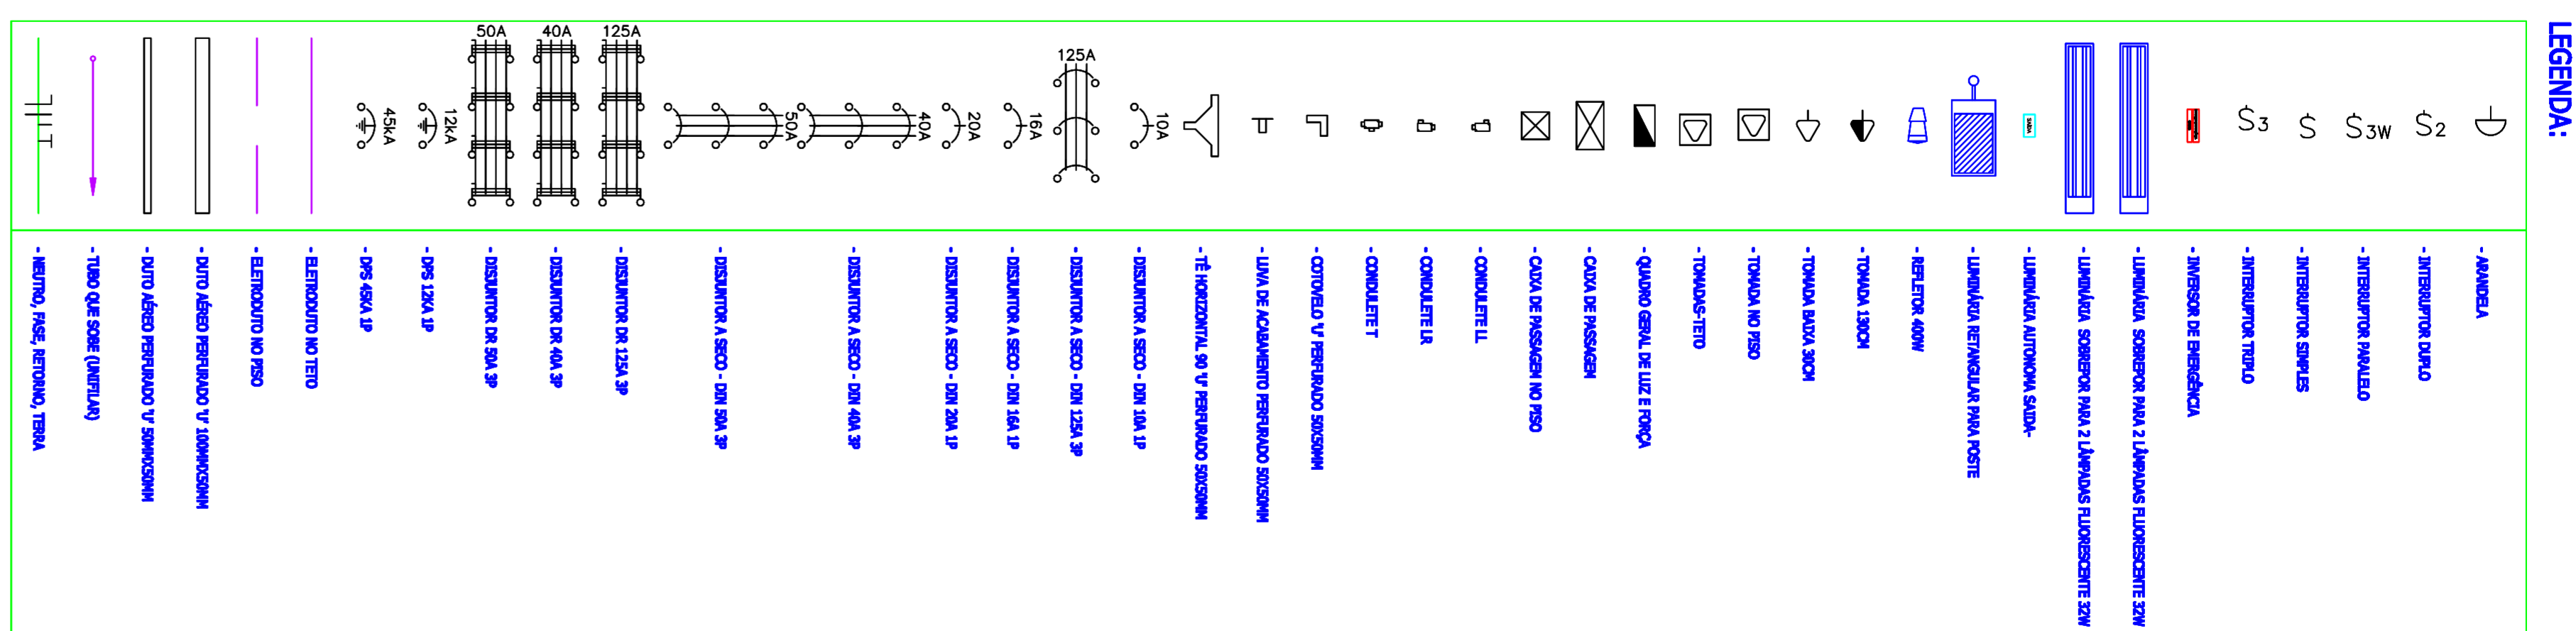 LEGENDA:
- ARANDELA
S2
- INTERRUPTOR DUPLO
S3W
- INTERRUPTOR PARALELO
S
- INTERRUPTOR SIMPLES
S3
- INTERRUPTOR TRIPLO
- INVERSOR DE EMERGÊNCIA
- LUMINÁRIA SOBREPOR PARA 2 LÂMPADAS FLUORESCENTE 32W
- LUMINÁRIA SOBREPOR PARA 2 LÂMPADAS FLUORESCENTE 32W
- LUMINÁRIA AUTONOMA SAIDA-
- LUMINÁRIA RETANGULAR PARA POSTE
- REFLETOR 400W
- TOMADA 130CM
- TOMADA BAIXA 30CM
- TOMADA NO PISO
- TOMADAS-TETO
- QUADRO GERAL DE LUZ E FORÇA
- CAIXA DE PASSAGEM
- CAIXA DE PASSAGEM NO PISO
- CONDULETE LL
- CONDULETE LR
- CONDULETE T
- COTOVELO 'U' PERFURADO 50X50MM
- LUVA DE ACABAMENTO PERFURADO 50X50MM
- TÊ HORIZONTAL 90 'U' PERFURADO 50X50MM
10A
- DISJUNTOR A SECO - DIN 10A 1P
125A
- DISJUNTOR A SECO - DIN 125A 3P
16A
- DISJUNTOR A SECO - DIN 16A 1P
20A
- DISJUNTOR A SECO - DIN 20A 1P
40A
- DISJUNTOR A SECO - DIN 40A 3P
50A
- DISJUNTOR A SECO - DIN 50A 3P
125A
- DISJUNTOR DR 125A 3P
40A
- DISJUNTOR DR 40A 3P
50A
- DISJUNTOR DR 50A 3P
12kA
- DPS 12KA 1P
45kA
- DPS 45KA 1P
- ELETRODUTO NO TETO
- ELETRODUTO NO PISO
- DUTO AÉREO PERFURADO 'U' 100MMX50MM
- DUTO AÉREO PERFURADO 'U' 50MMX50MM
- TUBO QUE SOBE (UNIFILAR)
- NEUTRO, FASE, RETORNO, TERRA